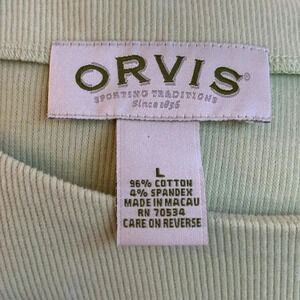 ORVIS®
SPORTING TRADITIONS
Since 1856
L
96% COTTON
4% SPANDEX
MADE IN MACAU
RN 70534
CARE ON REVERSE